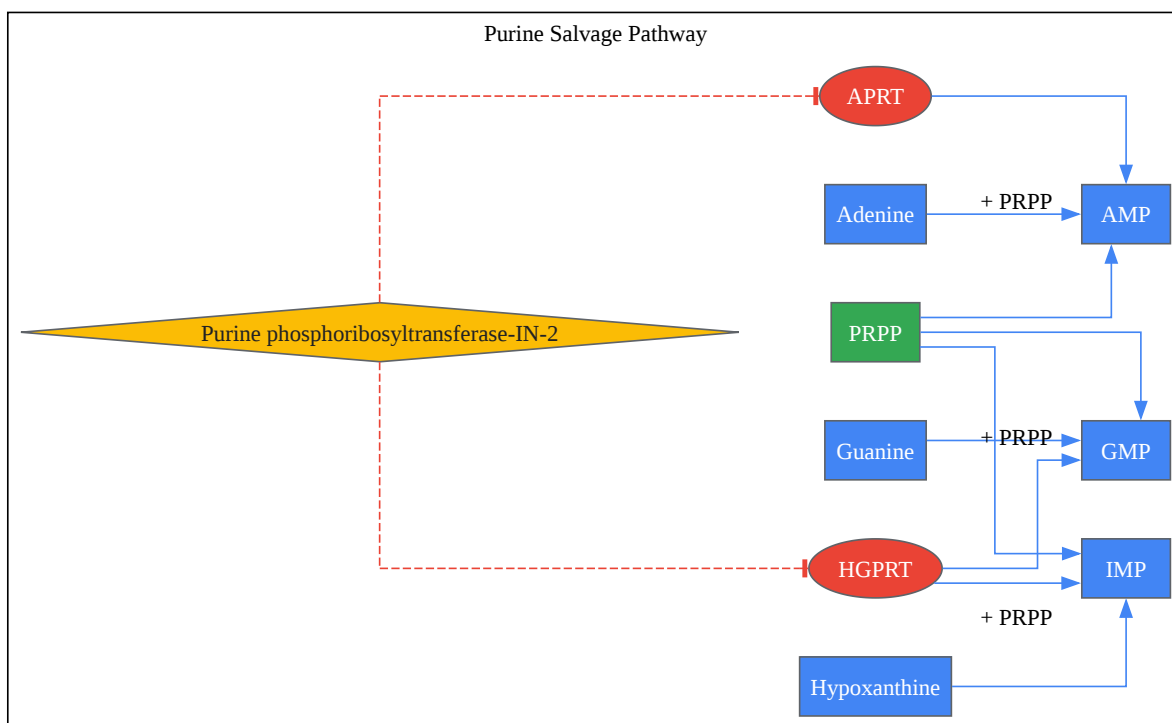 Purine Salvage Pathway
APRT
Adenine
+ PRPP
AMP
Purine phosphoribosyltransferase-IN-2
PRPP
Guanine
+ PRPP
GMP
HGPRT
IMP
+ PRPP
Hypoxanthine